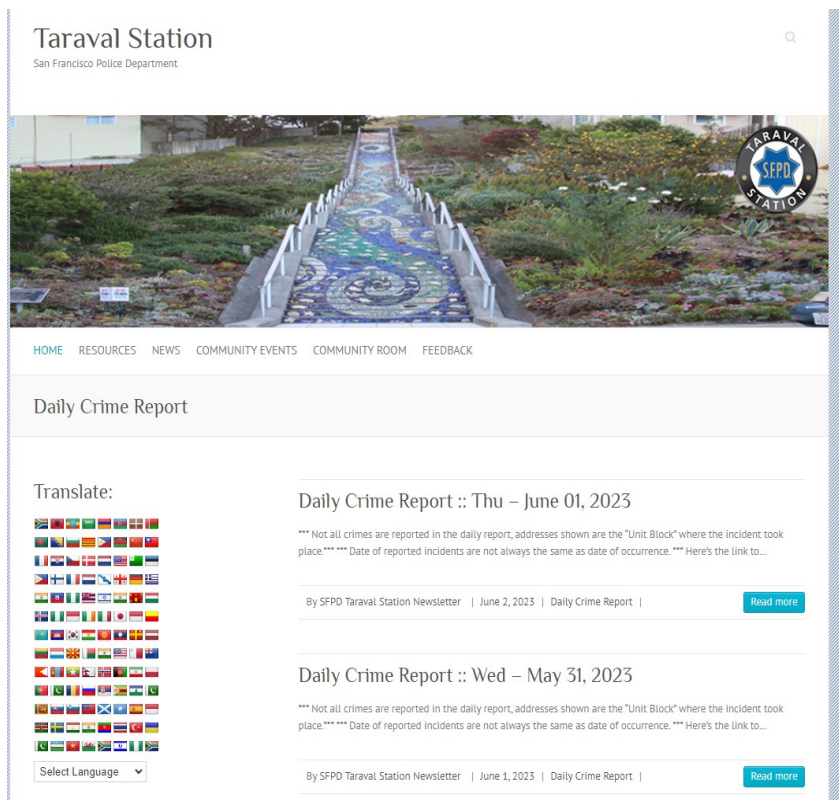 Taraval Station
San Francisco Police Department
TARAVAL
S.F.P.D.
STATION
HOME RESOURCES NEWS COMMUNITY EVENTS COMMUNITY ROOM FEEDBACK
Daily Crime Report
Translate:
Select Language
Daily Crime Report :: Thu – June 01, 2023
*** Not all crimes are reported in the daily report, addresses shown are the “Unit Block” where the incident took
place.*** *** Date of reported incidents are not always the same as date of occurrence. *** Here’s the link to...
By SFPD Taraval Station Newsletter | June 2, 2023 | Daily Crime Report |
Read more
Daily Crime Report :: Wed – May 31, 2023
*** Not all crimes are reported in the daily report, addresses shown are the “Unit Block” where the incident took
place.*** *** Date of reported incidents are not always the same as date of occurrence. *** Here’s the link to...
By SFPD Taraval Station Newsletter | June 1, 2023 | Daily Crime Report |
Read more